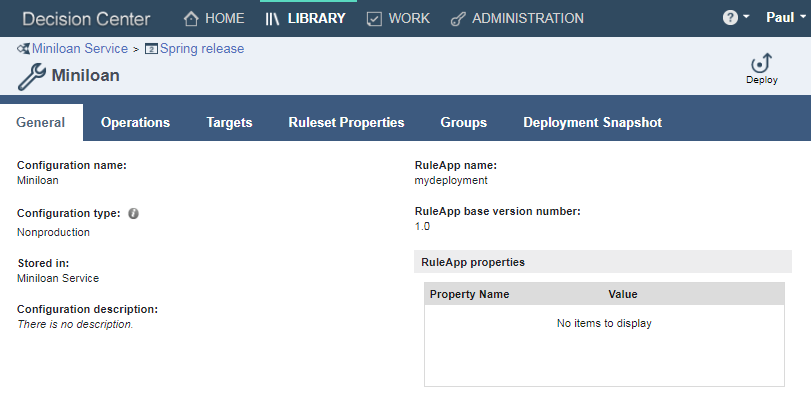 Decision Center HOME LIBRARY WORK ADMINISTRATION ? Paul
Miniloan Service > 2 Spring release
Miniloan
Deploy
General Operations Targets Ruleset Properties Groups Deployment Snapshot
Configuration name:
Miniloan
Configuration type: i
Nonproduction
Stored in:
Miniloan Service
Configuration description:
There is no description.
RuleApp name:
mydeployment
RuleApp base version number:
1.0
RuleApp properties
Property Name Value
No items to display